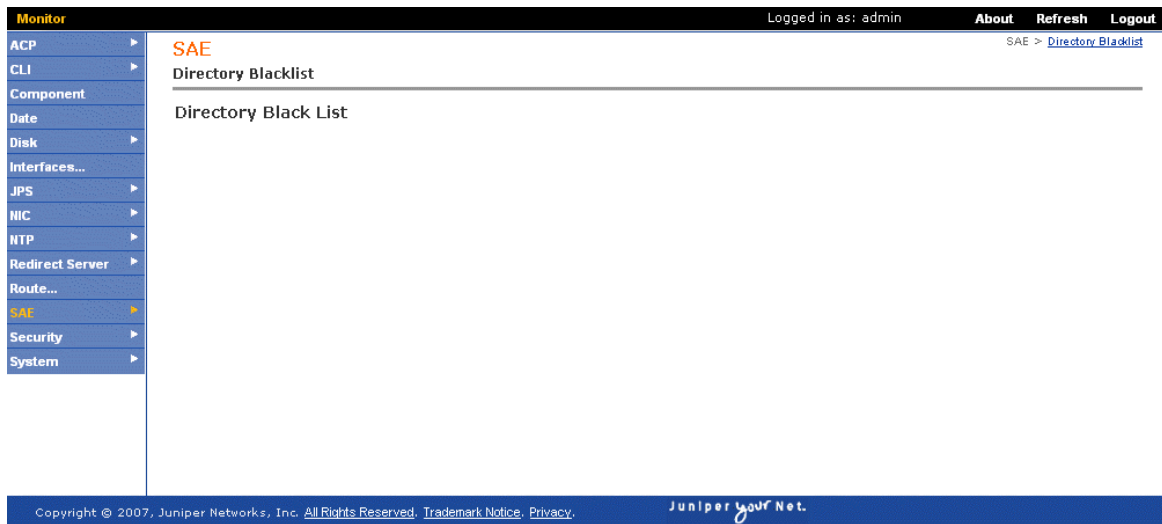 Monitor Logged in as: admin About Refresh Logout
SAE > Directory Blacklist
ACP
CLI
Component
Date
Disk
Interfaces...
JPS
NIC
NTP
Redirect Server
Route...
SAE
Security
System
SAE
Directory Blacklist
Directory Black List
Copyright © 2007, Juniper Networks, Inc. All Rights Reserved. Trademark Notice. Privacy.
Juniper your Net.